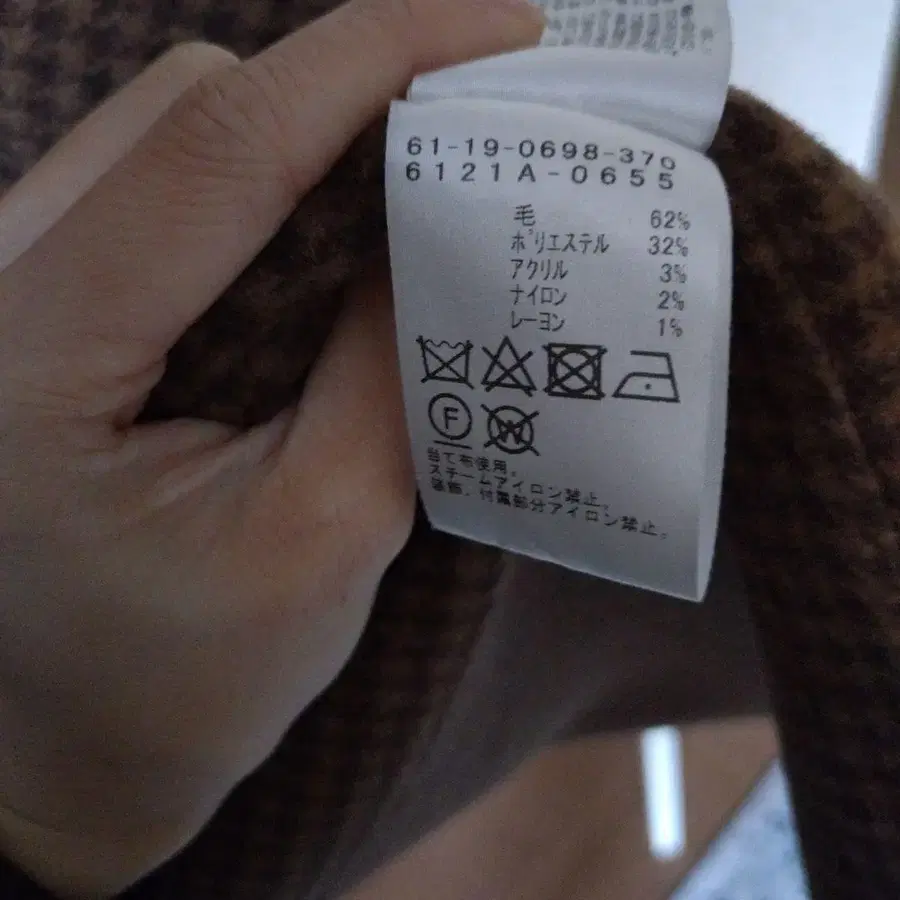 61-19-0698-370
6121A-0655
毛 62%
ポリエステル 32%
アクリル 3%
ナイロン 2%
レーヨン 1%
F
W
当て布使用。
スチームアイロン禁止。
装飾、付属部分アイロン禁止。